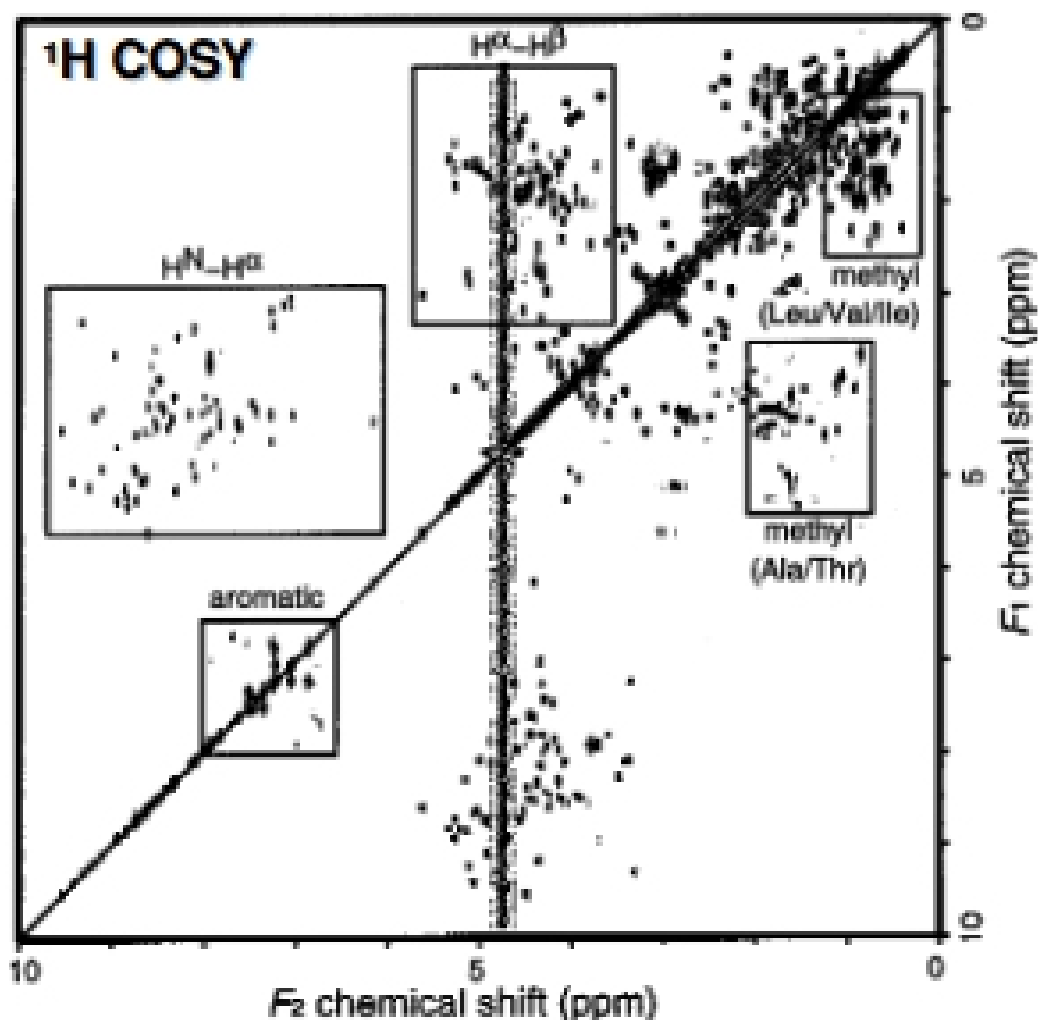 ¹H COSY
Hα–Hβ
0
Hᴺ–Hα
methyl
(Leu/Val/Ile)
5
methyl
(Ala/Thr)
aromatic
F1 chemical shift (ppm)
10
10
5
0
F2 chemical shift (ppm)